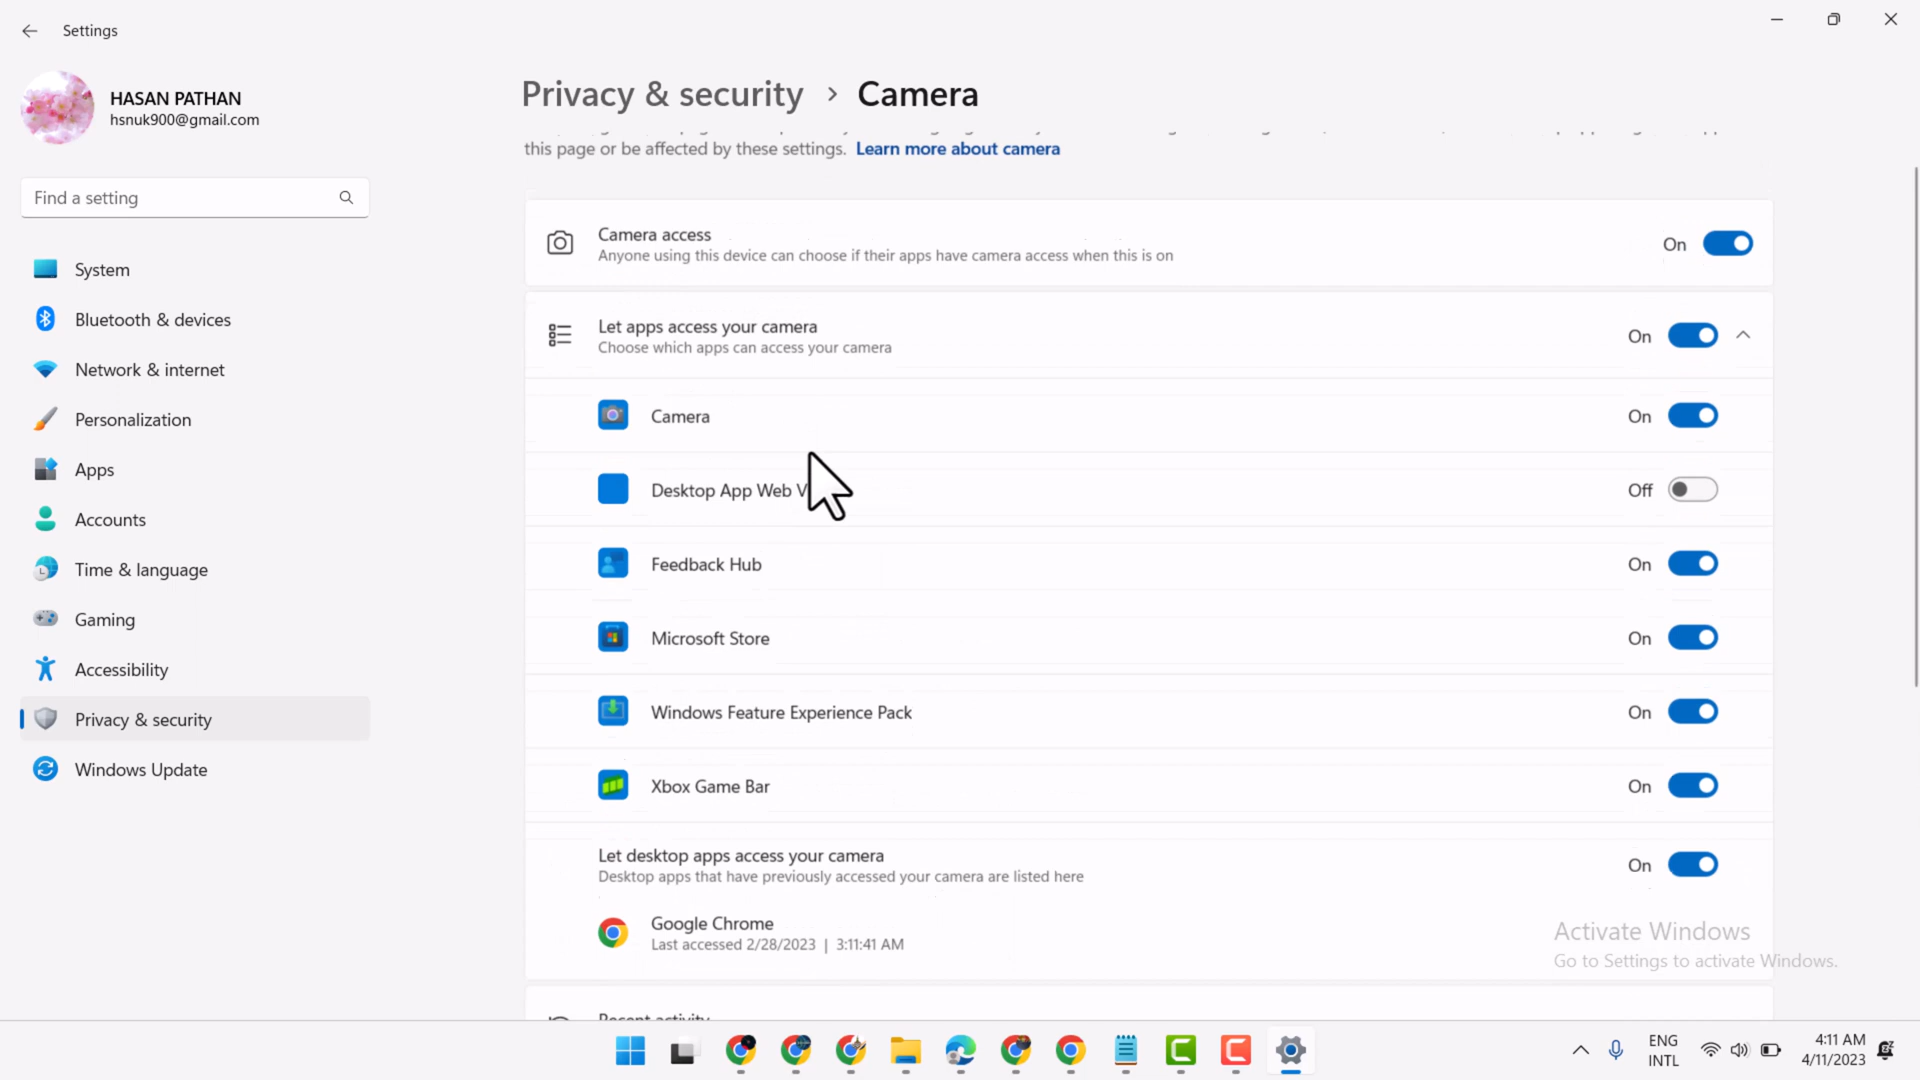 Settings
HASAN PATHAN
hsnuk900@gmail.com
Find a setting
System
Bluetooth & devices
Network & internet
Personalization
Apps
Accounts
Time & language
Gaming
Accessibility
Privacy & security
Windows Update
Privacy & security > Camera
this page or be affected by these settings. Learn more about camera
Camera access
Anyone using this device can choose if their apps have camera access when this is on
On
Let apps access your camera
Choose which apps can access your camera
On
Camera
On
Desktop App Web V
Off
Feedback Hub
On
Microsoft Store
On
Windows Feature Experience Pack
On
Xbox Game Bar
On
Let desktop apps access your camera
Desktop apps that have previously accessed your camera are listed here
On
Google Chrome
Last accessed 2/28/2023 | 3:11:41 AM
Activate Windows
Go to Settings to activate Windows.
Recent activity
ENG
INTL
4:11 AM
4/11/2023